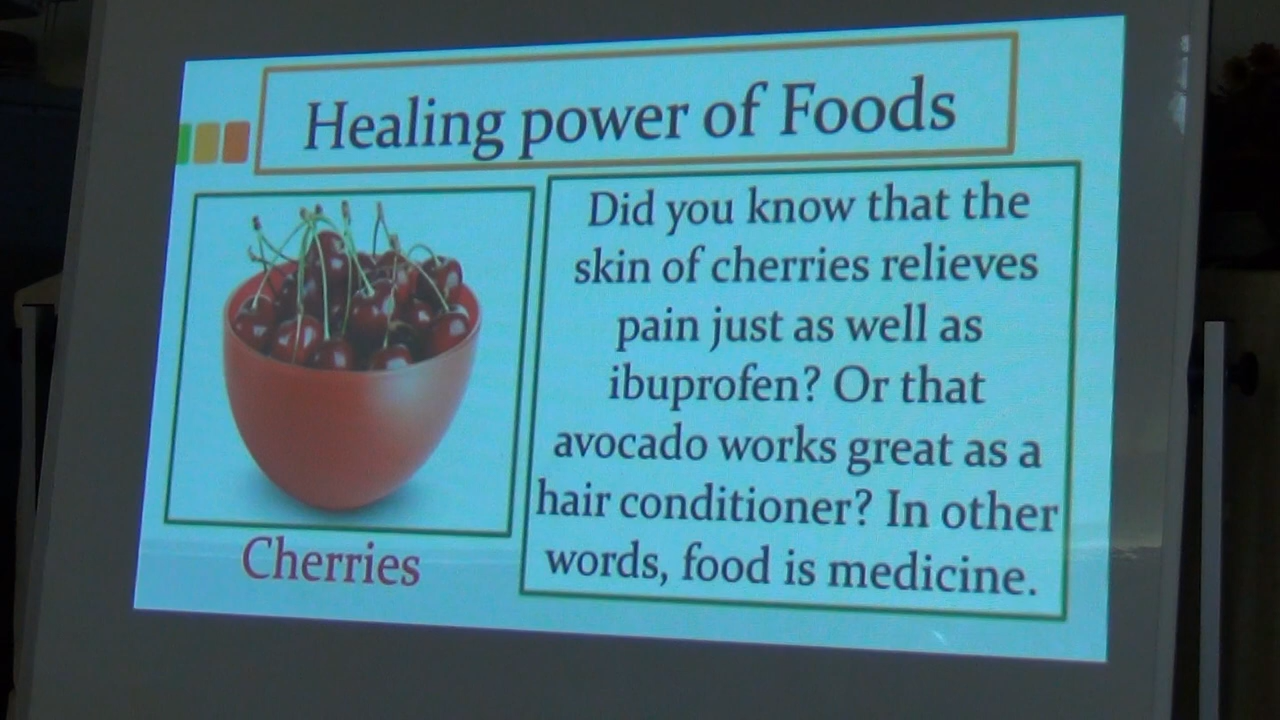 Healing power of Foods
Did you know that the
skin of cherries relieves
pain just as well as
ibuprofen? Or that
avocado works great as a
hair conditioner? In other
words, food is medicine.
Cherries